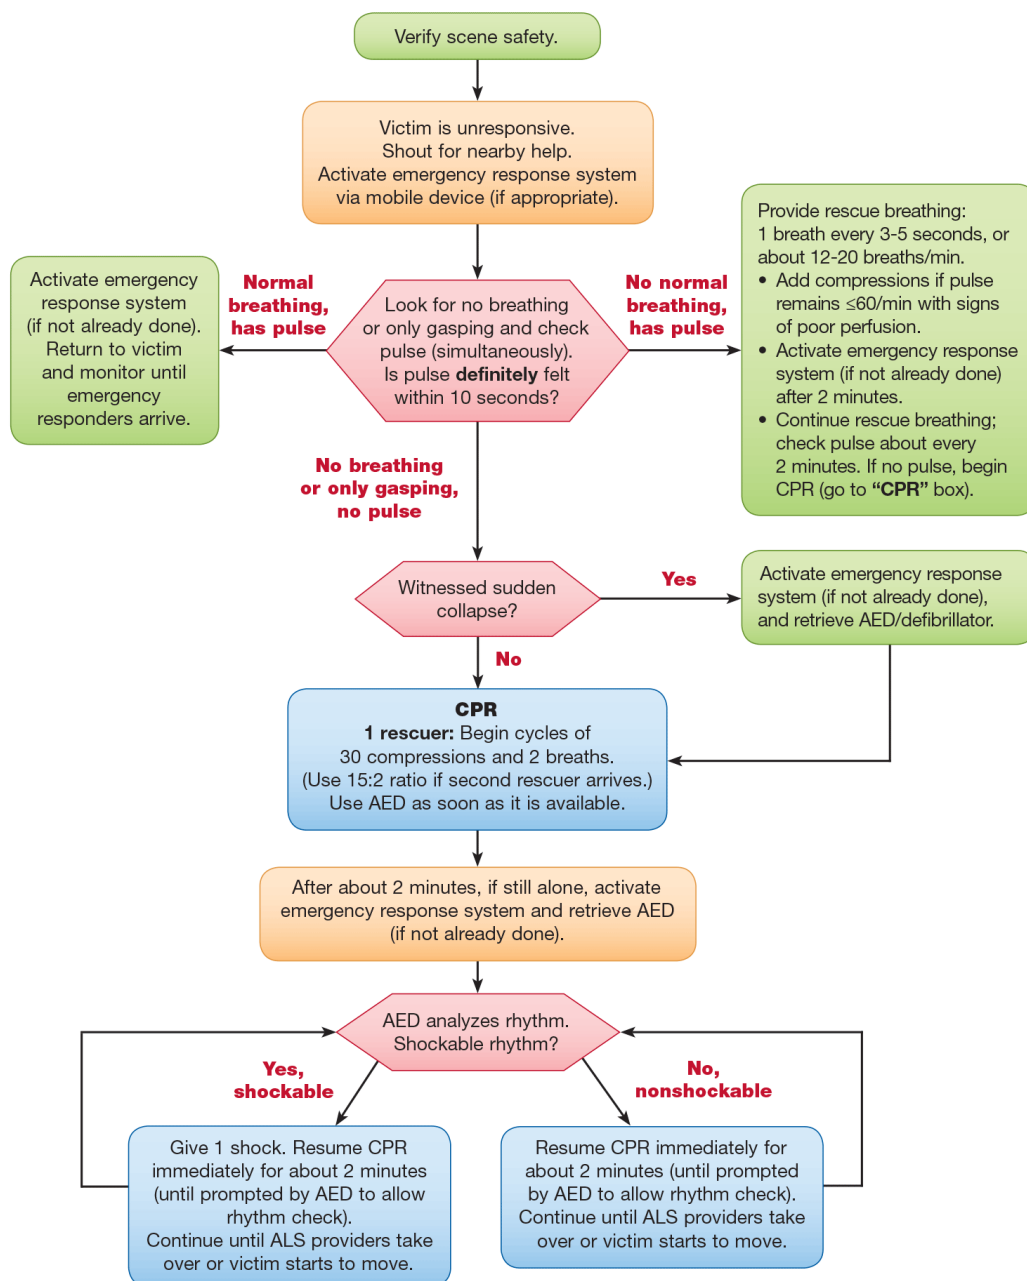 Verify scene safety.
Victim is unresponsive.
Shout for nearby help.
Activate emergency response system
via mobile device (if appropriate).
Normal
breathing,
has pulse
Activate emergency
response system
(if not already done).
Return to victim
and monitor until
emergency
responders arrive.
Look for no breathing
or only gasping and check
pulse (simultaneously).
Is pulse definitely felt
within 10 seconds?
No normal
breathing,
has pulse
Provide rescue breathing:
1 breath every 3-5 seconds, or
about 12-20 breaths/min.
• Add compressions if pulse
remains ≤60/min with signs
of poor perfusion.
• Activate emergency response
system (if not already done)
after 2 minutes.
• Continue rescue breathing;
check pulse about every
2 minutes. If no pulse, begin
CPR (go to “CPR” box).
No breathing
or only gasping,
no pulse
Witnessed sudden
collapse?
Yes
Activate emergency response
system (if not already done),
and retrieve AED/defibrillator.
No
CPR
1 rescuer: Begin cycles of
30 compressions and 2 breaths.
(Use 15:2 ratio if second rescuer arrives.)
Use AED as soon as it is available.
After about 2 minutes, if still alone, activate
emergency response system and retrieve AED
(if not already done).
AED analyzes rhythm.
Shockable rhythm?
Yes,
shockable
No,
nonshockable
Give 1 shock. Resume CPR
immediately for about 2 minutes
(until prompted by AED to allow
rhythm check).
Continue until ALS providers take
over or victim starts to move.
Resume CPR immediately for
about 2 minutes (until prompted
by AED to allow rhythm check).
Continue until ALS providers take
over or victim starts to move.